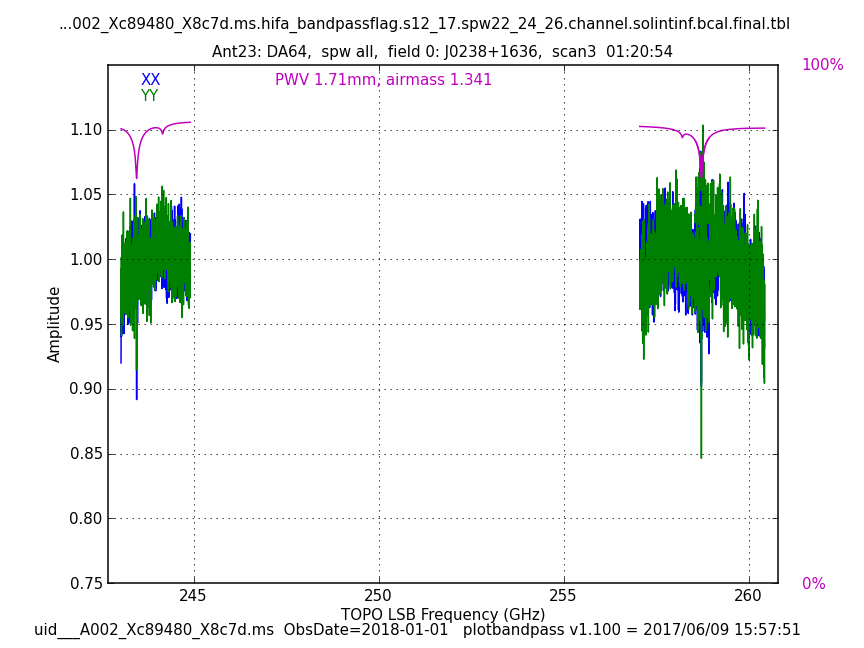 ...002_Xc89480_X8c7d.ms.hifa_bandpassflag.s12_17.spw22_24_26.channel.solintinf.bcal.final.tbl
Ant23: DA64,  spw all,  field 0: J0238+1636,  scan3  01:20:54
100%
XX
PWV 1.71mm, airmass 1.341
YY
1.10
1.05
1.00
0.95
0.90
0.85
0.80
0.75
Amplitude
0%
245
250
255
260
TOPO LSB Frequency (GHz)
uid___A002_Xc89480_X8c7d.ms  ObsDate=2018-01-01   plotbandpass v1.100 = 2017/06/09 15:57:51